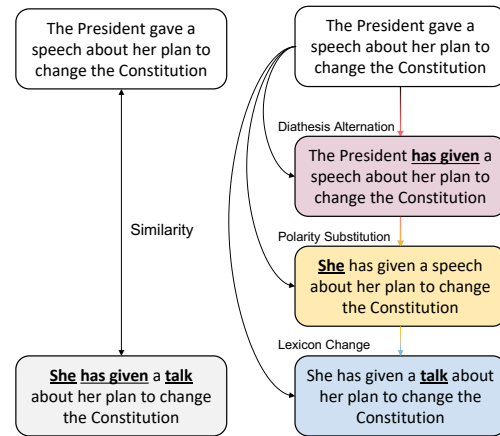 The President gave a
speech about her plan to
change the Constitution
Similarity
She has given a talk
about her plan to change
the Constitution
The President gave a
speech about her plan to
change the Constitution
Diathesis Alternation
The President has given a
speech about her plan to
change the Constitution
Polarity Substitution
She has given a speech
about her plan to change
the Constitution
Lexicon Change
She has given a talk about
her plan to change the
Constitution